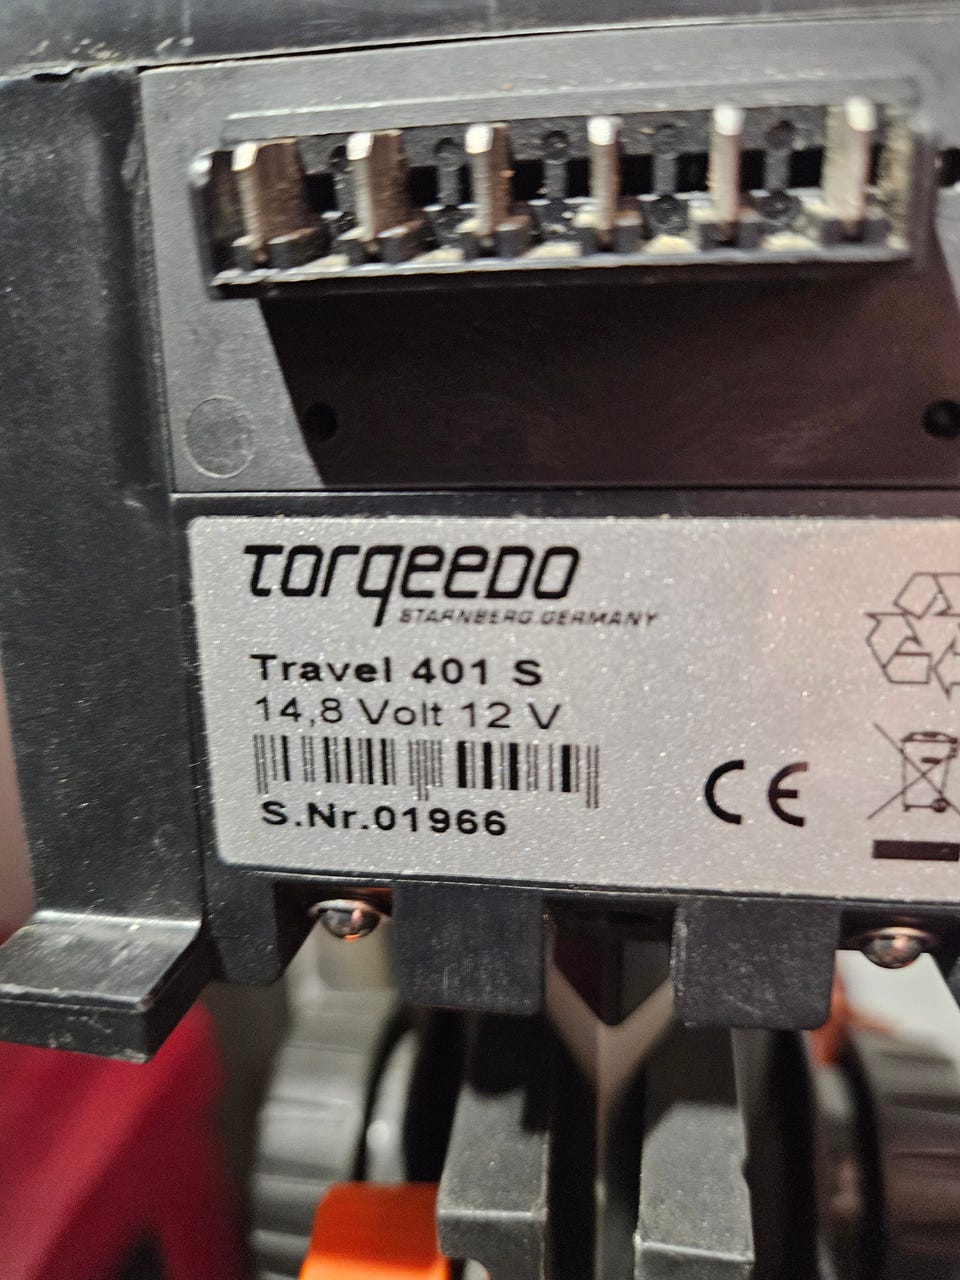 torqeedo
STARNBERG.GERMANY
Travel 401 S
14,8 Volt 12 V
S.Nr.01966
CE